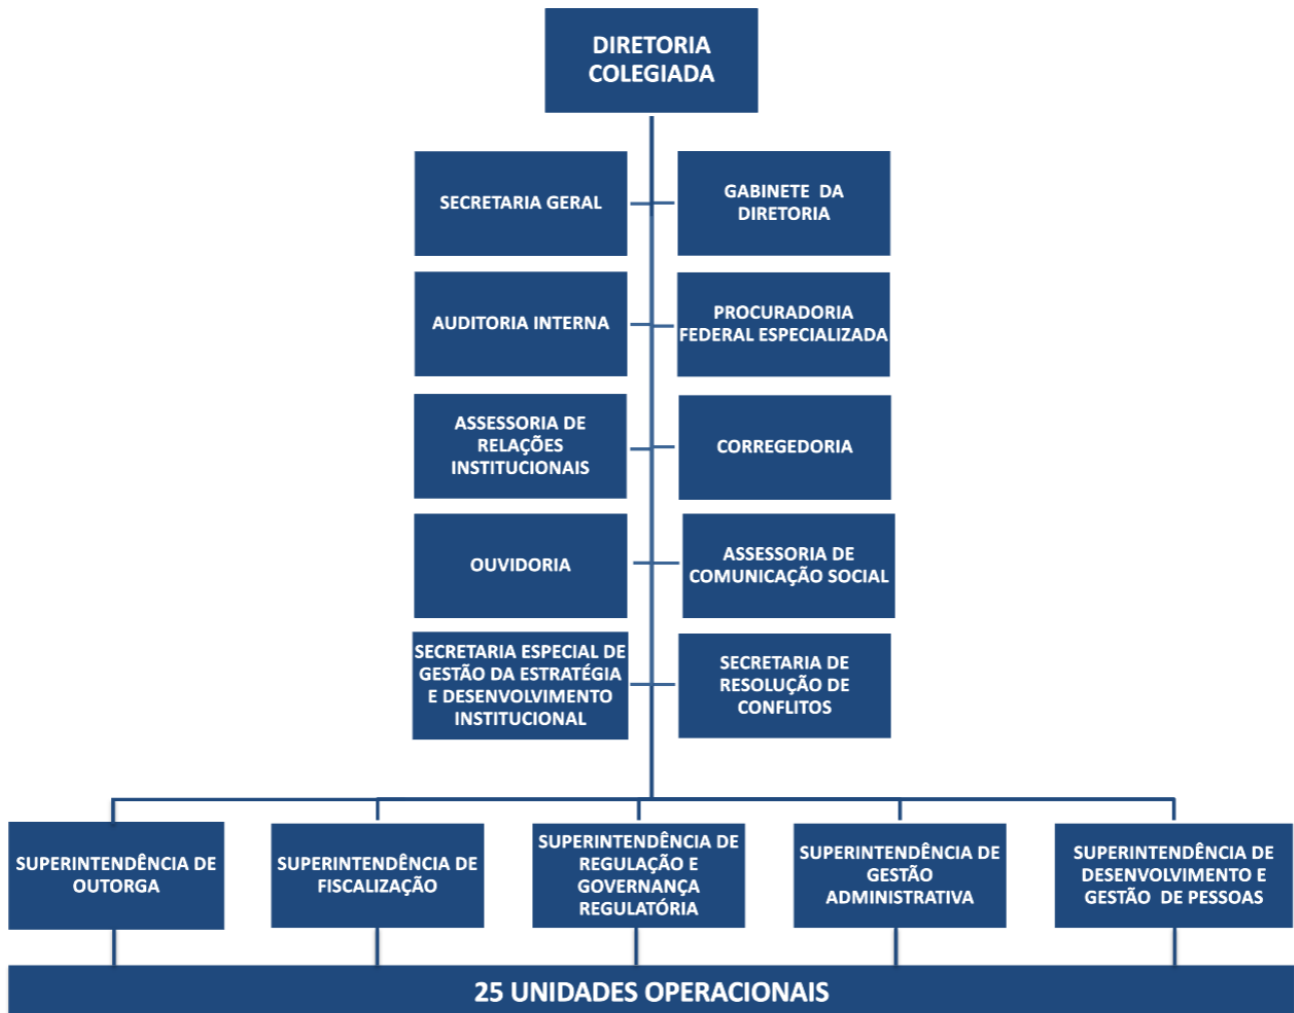 DIRETORIA
COLEGIADA
SECRETARIA GERAL
GABINETE DA
DIRETORIA
AUDITORIA INTERNA
PROCURADORIA
FEDERAL ESPECIALIZADA
ASSESSORIA DE
RELAÇÕES
INSTITUCIONAIS
CORREGEDORIA
OUVIDORIA
ASSESSORIA DE
COMUNICAÇÃO SOCIAL
SECRETARIA ESPECIAL DE
GESTÃO DA ESTRATÉGIA
E DESENVOLVIMENTO
INSTITUCIONAL
SECRETARIA DE
RESOLUÇÃO DE
CONFLITOS
SUPERINTENDÊNCIA DE
OUTORGA
SUPERINTENDÊNCIA DE
FISCALIZAÇÃO
SUPERINTENDÊNCIA DE
REGULAÇÃO E
GOVERNANÇA
REGULATÓRIA
SUPERINTENDÊNCIA DE
GESTÃO
ADMINISTRATIVA
SUPERINTENDÊNCIA DE
DESENVOLVIMENTO E
GESTÃO DE PESSOAS
25 UNIDADES OPERACIONAIS